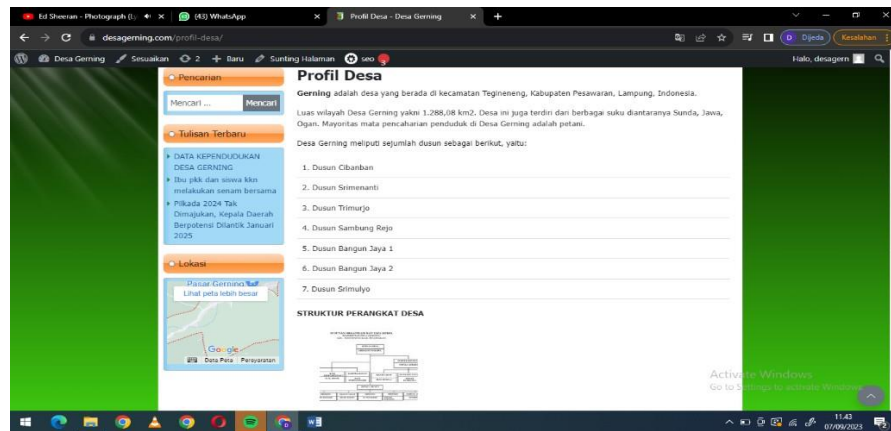 Ed Sheeran - Photograph (Ly
(43) WhatsApp
Profil Desa - Desa Gerning
desagerning.com/profil-desa/
Dijeda
Kesalahan
Desa Gerning
Sesuaikan
2
Baru
Sunting Halaman
seo
Halo, desagern
Pencarian
Mencari ...
Mencari
Tulisan Terbaru
DATA KEPENDUDUKAN
DESA GERNING
Ibu pkk dan siswa kkn
melakukan senam bersama
Pilkada 2024 Tak
Dimajukan, Kepala Daerah
Berpotensi Dilantik Januari
2025
Lokasi
Pasar Gerning
Lihat peta lebih besar
Google
Data Peta
Persyaratan
Profil Desa
Gerning adalah desa yang berada di kecamatan Tegineneng, Kabupaten Pesawaran, Lampung, Indonesia.
Luas wilayah Desa Gerning yakni 1.288,08 km2. Desa ini juga terdiri dari berbagai suku diantaranya Sunda, Jawa,
Ogan. Mayoritas mata pencaharian penduduk di Desa Gerning adalah petani.
Desa Gerning meliputi sejumlah dusun sebagai berikut, yaitu:
1. Dusun Cibanban
2. Dusun Srimenanti
3. Dusun Trimurjo
4. Dusun Sambung Rejo
5. Dusun Bangun Jaya 1
6. Dusun Bangun Jaya 2
7. Dusun Srimulyo
STRUKTUR PERANGKAT DESA
Activate Windows
Go to Settings to activate Windows.
11.43
07/09/2023